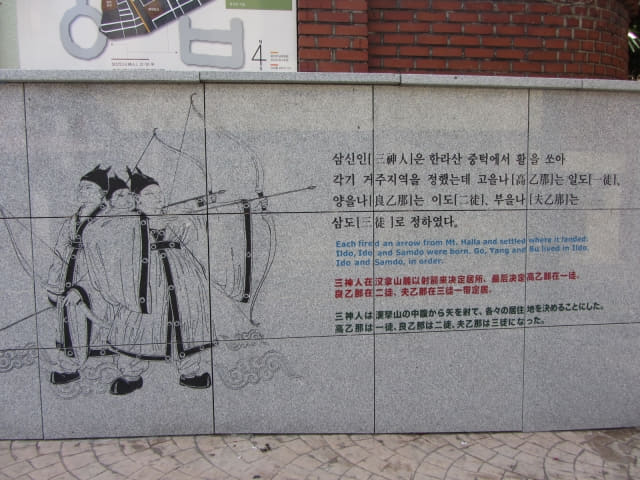 삼신인[三神人]은 한라산 중턱에서 활을 쏘아
각기 거주지역을 정했는데 고을나[高乙那]는 일도[一徒],
양을나[良乙那]는 이도[二徒], 부을나[夫乙那]는
삼도[三徒]로 정하였다.
Each fired an arrow from Mt. Halla and settled where it landed.
Ildo, Ido and Samdo were born. Go, Yang and Bu lived in Ildo,
Ido and Samdo, in order.
三神人在汉拿山麓以射箭来决定居所、最后决定高乙那在一徒、
良乙那在二徒、夫乙那在三徒一带定居。
三神人は漢拏山の中腹から矢を射て、各々の居住地を決めることにした。
高乙那は一徒、良乙那は二徒、夫乙那は三徒になった。